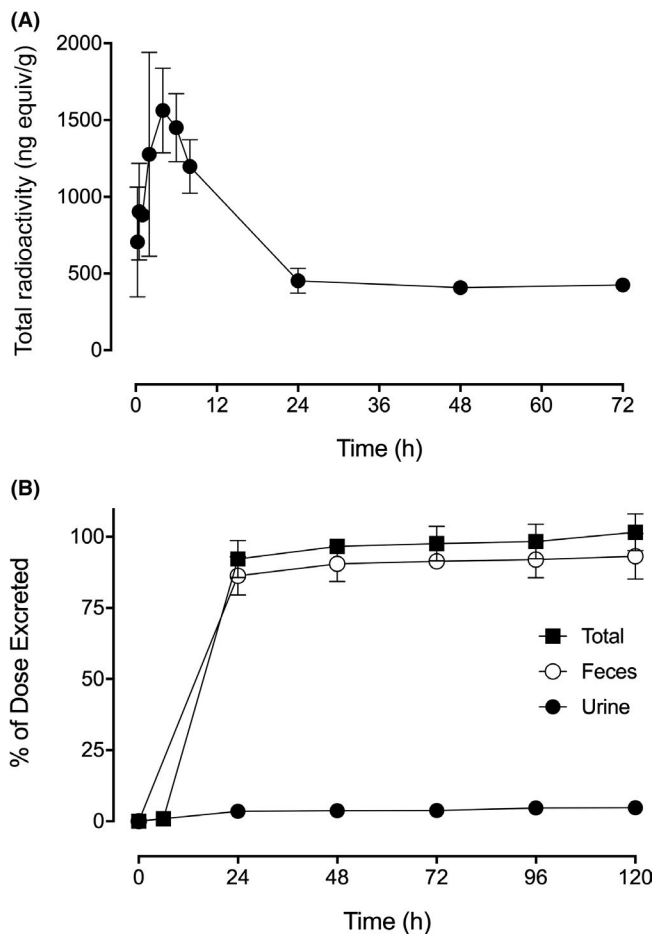 (A)
Total radioactivity (ng equiv/g)
2000
1500
1000
500
0
0 12 24 36 48 60 72
Time (h)
(B)
% of Dose Excreted
100
75
50
25
0
Total
Feces
Urine
0 24 48 72 96 120
Time (h)